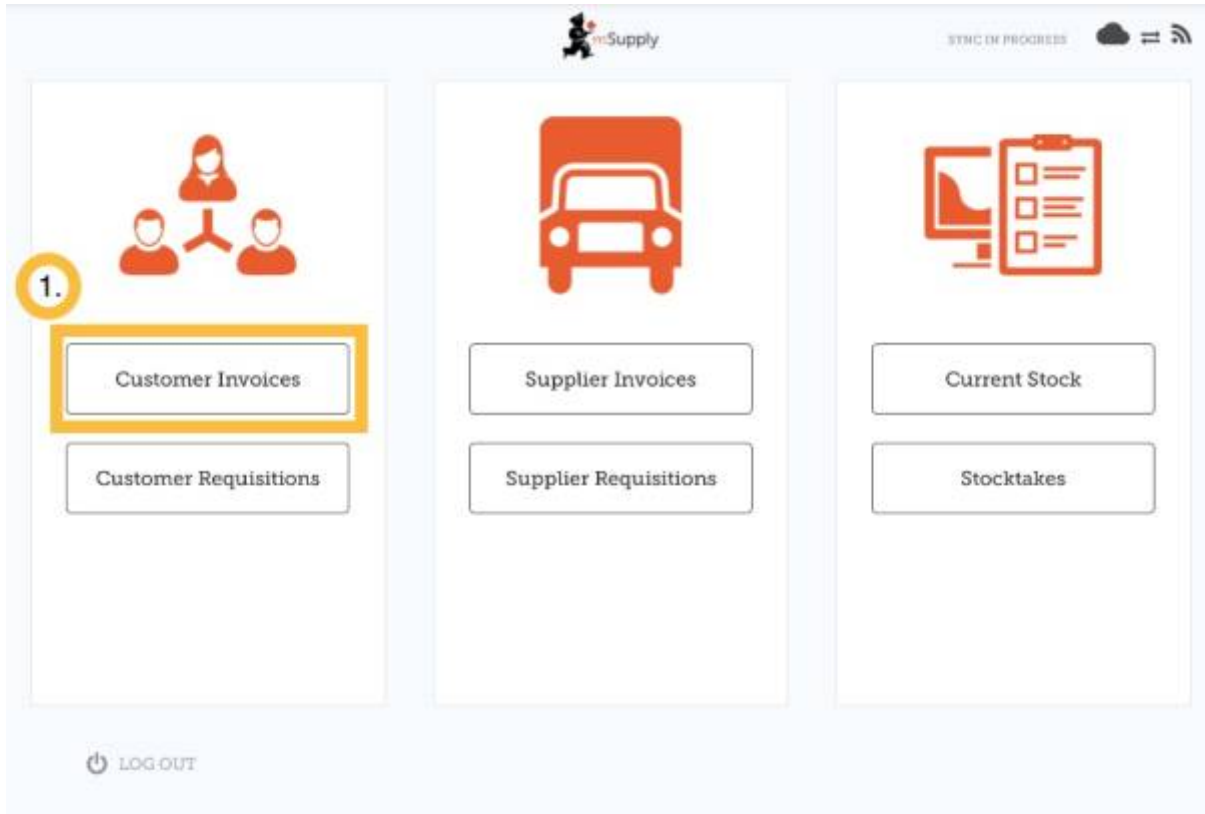 mSupply
SYNC IN PROGRESS
1.
Customer Invoices
Supplier Invoices
Current Stock
Customer Requisitions
Supplier Requisitions
Stocktakes
LOG OUT